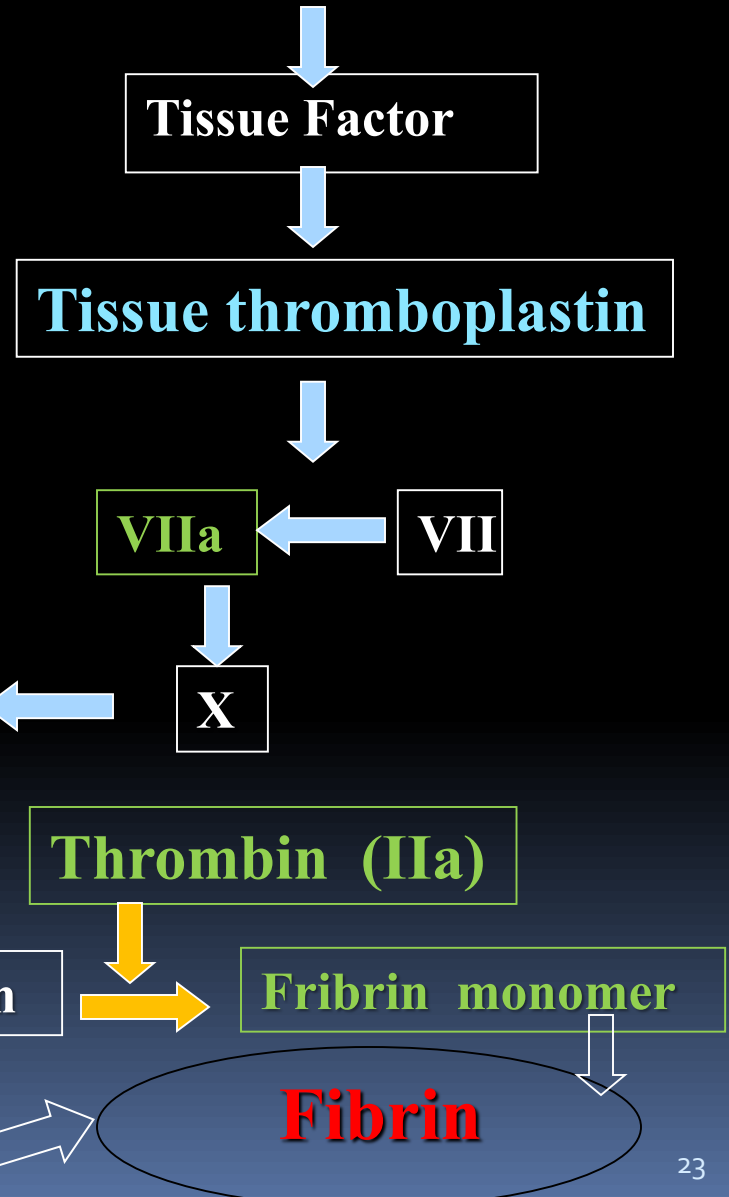 Tissue Factor
Tissue thromboplastin
VIIa
VII
X
Thrombin (IIa)
Fribrin monomer
Fibrin
23